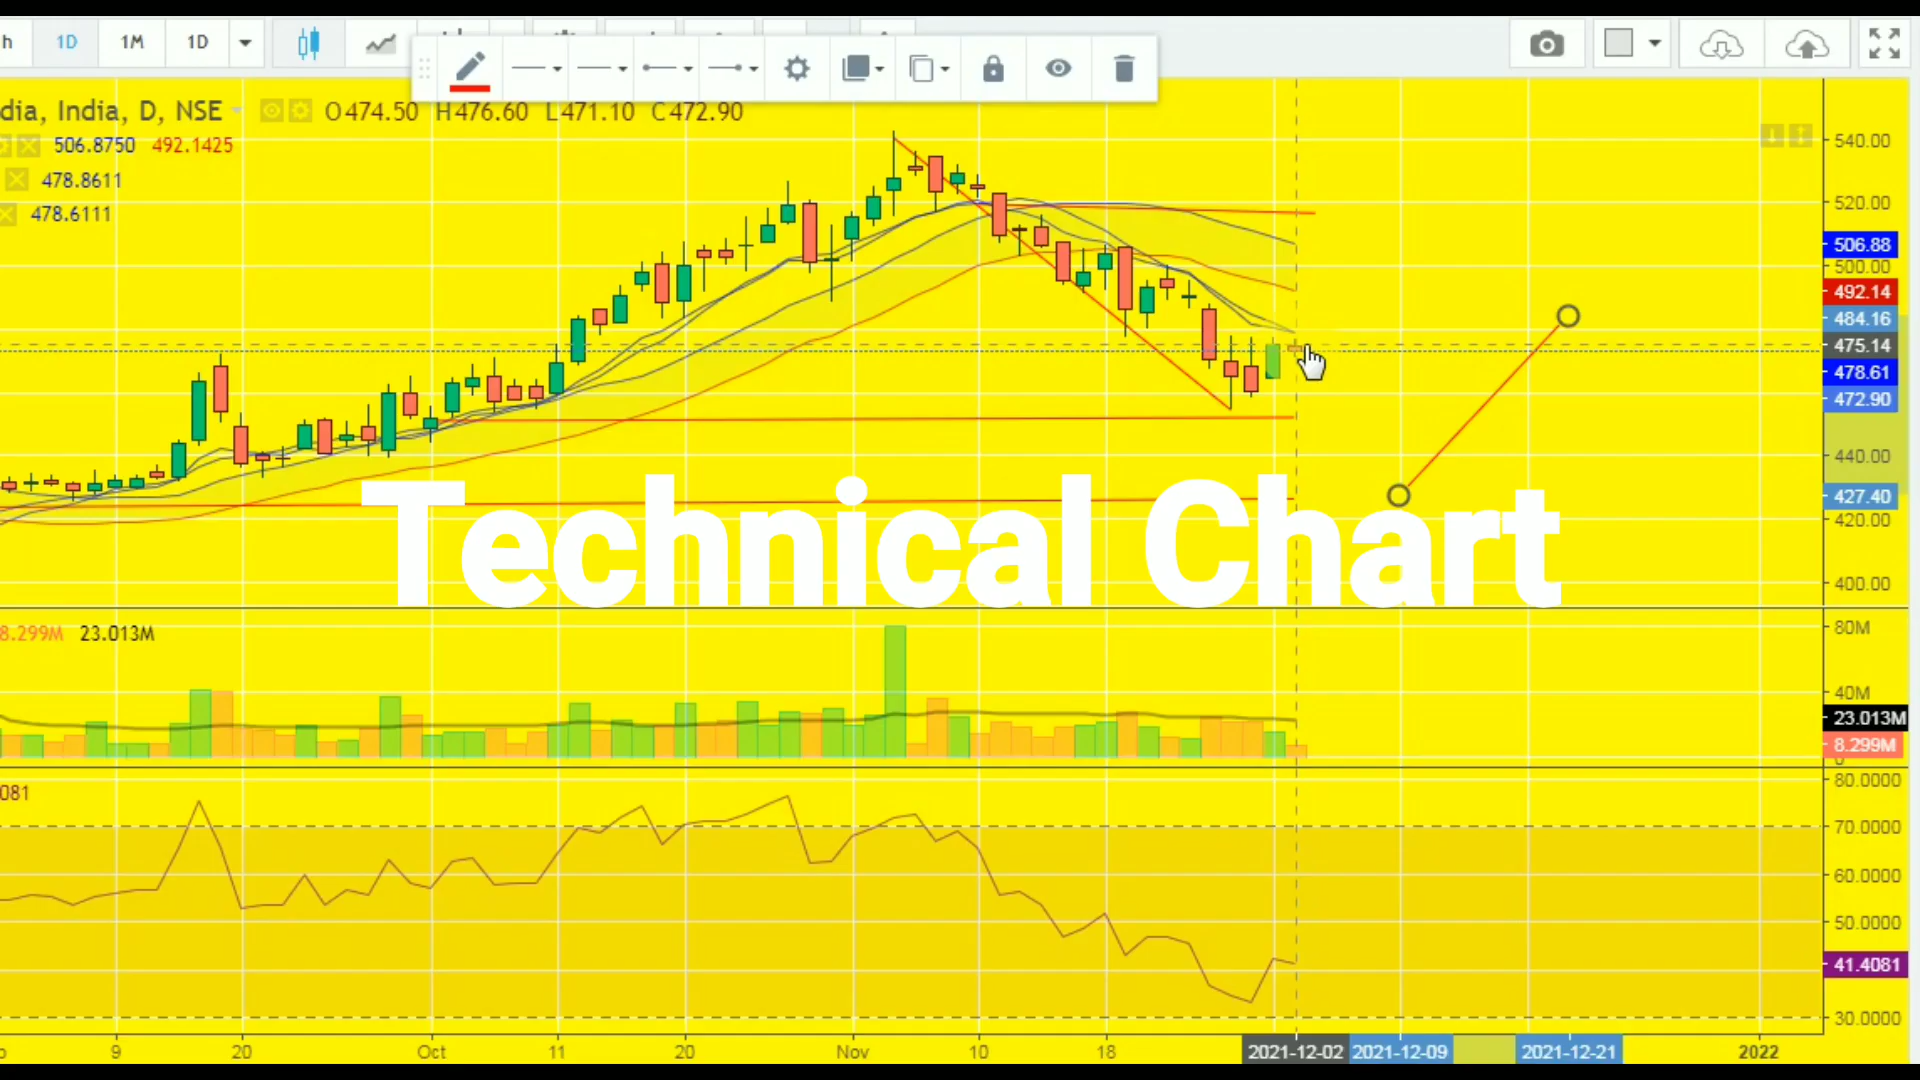 h 1D 1M 1D
dia, India, D, NSE O474.50 H476.60 L471.10 C472.90
506.8750 492.1425
478.8611
478.6111
540.00
520.00
506.88
500.00
492.14
484.16
475.14
478.61
472.90
440.00
427.40
420.00
400.00
Technical Chart
8.299M 23.013M
80M
40M
23.013M
8.299M
0
081
80.0000
70.0000
60.0000
50.0000
41.4081
30.0000
9 20 Oct 11 20 Nov 10 18 2021-12-02 2021-12-09 2021-12-21 2022